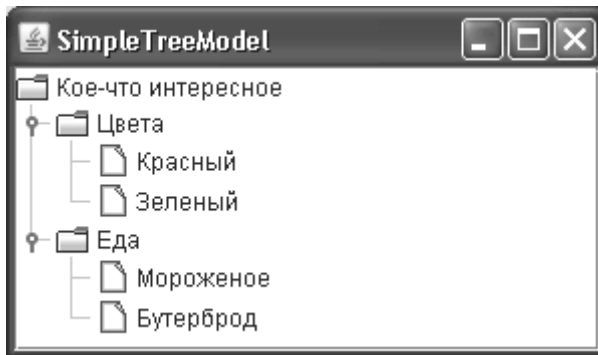 SimpleTreeModel
Кое-что интересное
Цвета
Красный
Зеленый
Еда
Мороженое
Бутерброд